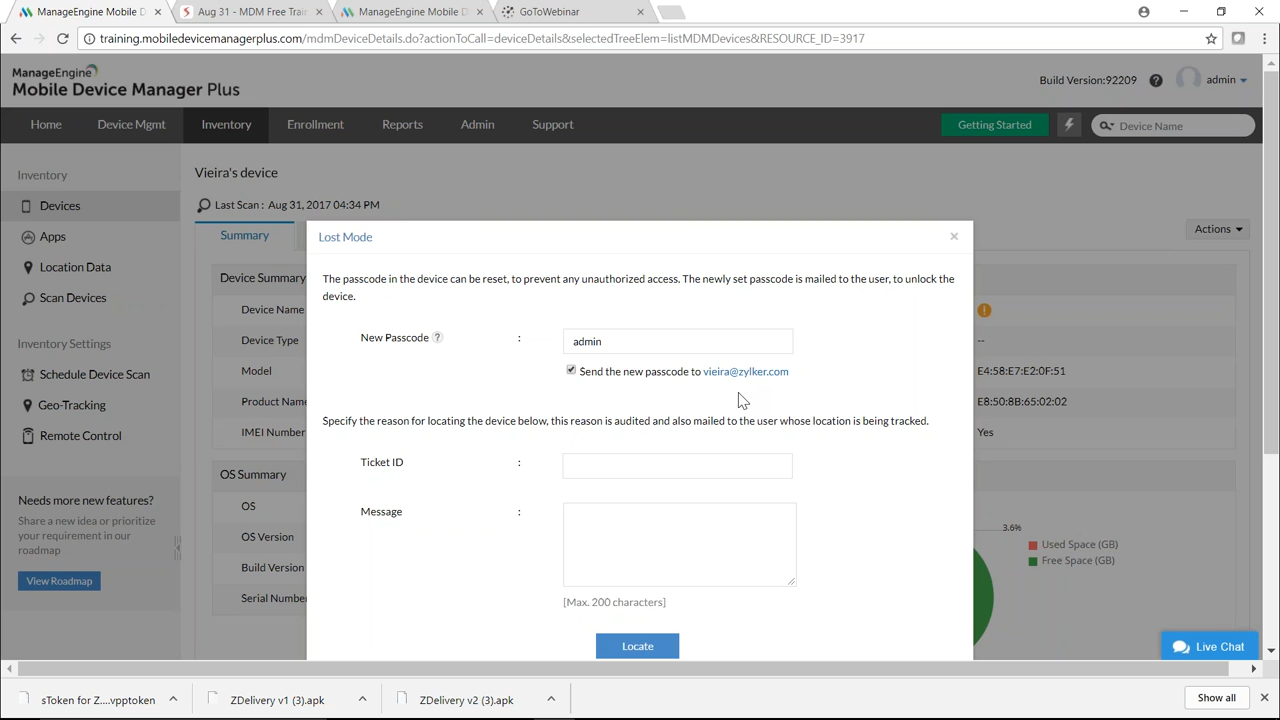 ManageEngine Mobile D
Aug 31 - MDM Free Train
ManageEngine Mobile D
GoToWebinar
training.mobiledevicemanagerplus.com/mdmDeviceDetails.do?actionToCall=deviceDetails&selectedTreeElem=listMDMDevices&RESOURCE_ID=3917
ManageEngine
Mobile Device Manager Plus
Build Version:92209
admin
Home
Device Mgmt
Inventory
Enrollment
Reports
Admin
Support
Getting Started
Device Name
Inventory
Devices
Apps
Location Data
Scan Devices
Inventory Settings
Schedule Device Scan
Geo-Tracking
Remote Control
Needs more new features?
Share a new idea or prioritize
your requirement in our
roadmap
View Roadmap
Vieira's device
Last Scan : Aug 31, 2017 04:34 PM
Summary
Actions
Device Summary
Device Name
Device Type
--
Model
E4:58:E7:E2:0F:51
Product Name
E8:50:8B:65:02:02
IMEI Number
Yes
OS Summary
OS
OS Version
Build Version
Serial Number
3.6%
Used Space (GB)
Free Space (GB)
Lost Mode
The passcode in the device can be reset, to prevent any unauthorized access. The newly set passcode is mailed to the user, to unlock the
device.
New Passcode ? : admin
Send the new passcode to vieira@zylker.com
Specify the reason for locating the device below, this reason is audited and also mailed to the user whose location is being tracked.
Ticket ID :
Message :
[Max. 200 characters]
Locate
Live Chat
sToken for Z....vpptoken
ZDelivery v1 (3).apk
ZDelivery v2 (3).apk
Show all